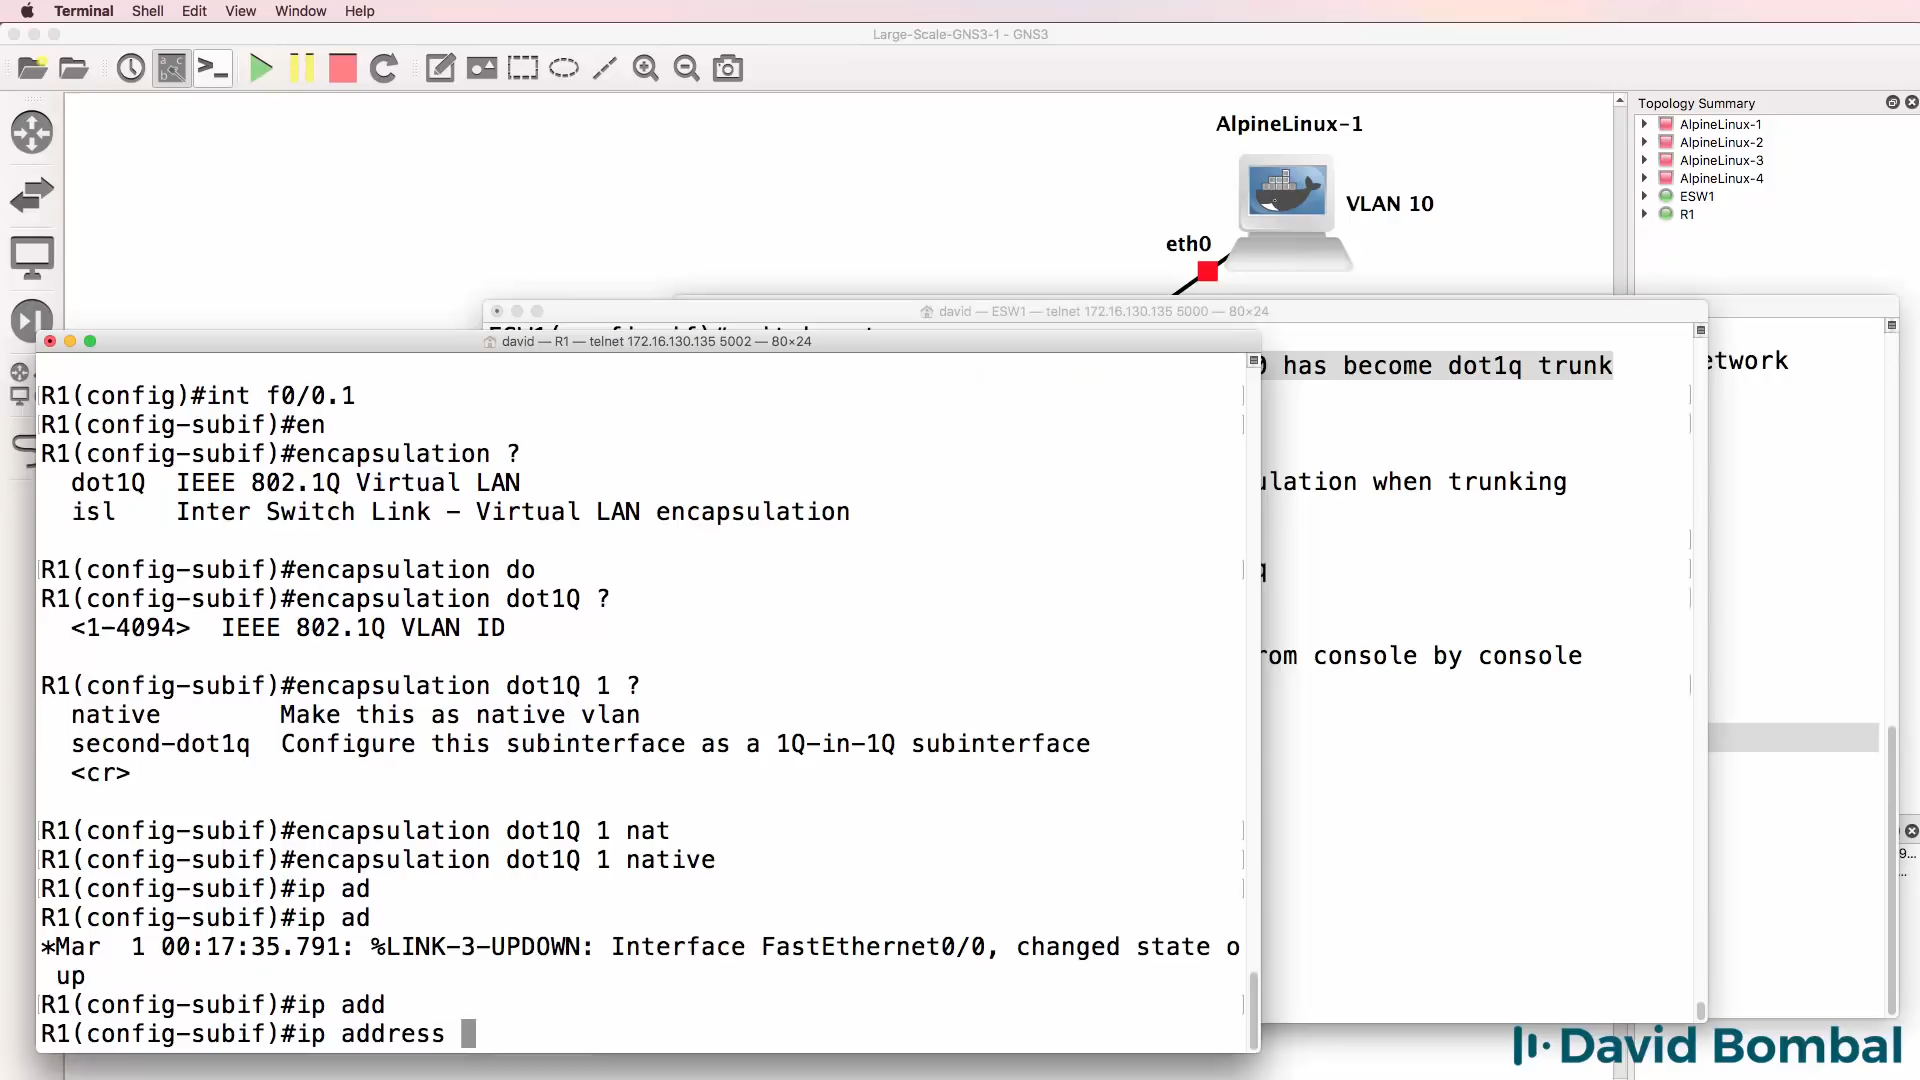 Terminal Shell Edit View Window Help
Large-Scale-GNS3-1 - GNS3
Topology Summary
AlpineLinux-1
AlpineLinux-2
AlpineLinux-3
AlpineLinux-4
ESW1
R1
AlpineLinux-1
VLAN 10
eth0
david — ESW1 — telnet 172.16.130.135 5000 — 80×24
has become dot1q trunk
when trunking
console by console
david — R1 — telnet 172.16.130.135 5002 — 80×24
R1(config)#int f0/0.1
R1(config-subif)#en
R1(config-subif)#encapsulation ?
dot1Q IEEE 802.1Q Virtual LAN
isl Inter Switch Link - Virtual LAN encapsulation
R1(config-subif)#encapsulation do
R1(config-subif)#encapsulation dot1Q ?
<1-4094> IEEE 802.1Q VLAN ID
R1(config-subif)#encapsulation dot1Q 1 ?
native Make this as native vlan
second-dot1q Configure this subinterface as a 1Q-in-1Q subinterface
<cr>
R1(config-subif)#encapsulation dot1Q 1 nat
R1(config-subif)#encapsulation dot1Q 1 native
R1(config-subif)#ip ad
R1(config-subif)#ip ad
*Mar 1 00:17:35.791: %LINK-3-UPDOWN: Interface FastEthernet0/0, changed state o
up
R1(config-subif)#ip add
R1(config-subif)#ip address
David Bombal